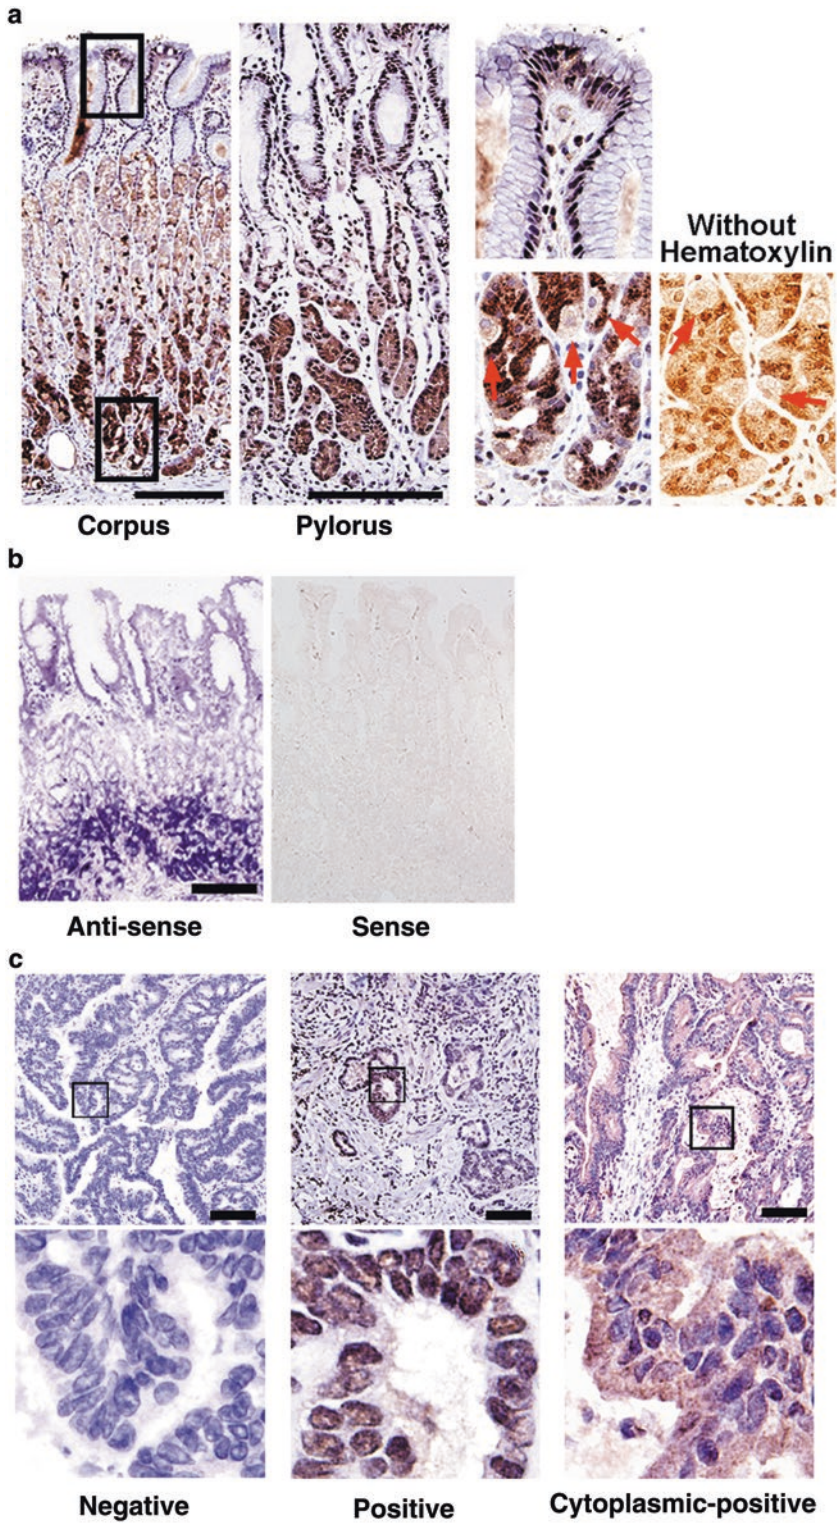 a
Without
Hematoxylin
Corpus
Pylorus
b
Anti-sense
Sense
c
Negative
Positive
Cytoplasmic-positive